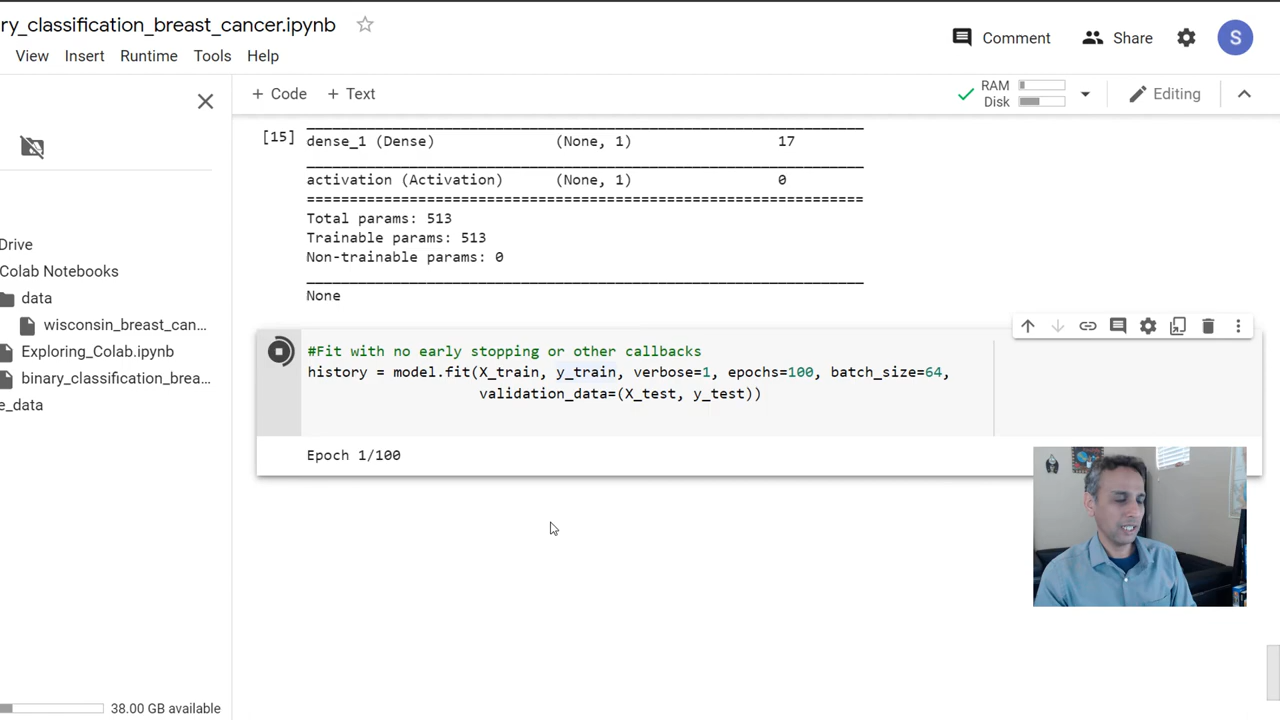 ry_classification_breast_cancer.ipynb
View Insert Runtime Tools Help
Comment Share S
+ Code + Text
RAM
Disk
Editing
Drive
Colab Notebooks
data
wisconsin_breast_can...
Exploring_Colab.ipynb
binary_classification_brea...
e_data
38.00 GB available
[15] dense_1 (Dense) (None, 1) 17
activation (Activation) (None, 1) 0
Total params: 513
Trainable params: 513
Non-trainable params: 0
None
#Fit with no early stopping or other callbacks
history = model.fit(X_train, y_train, verbose=1, epochs=100, batch_size=64,
validation_data=(X_test, y_test))
Epoch 1/100